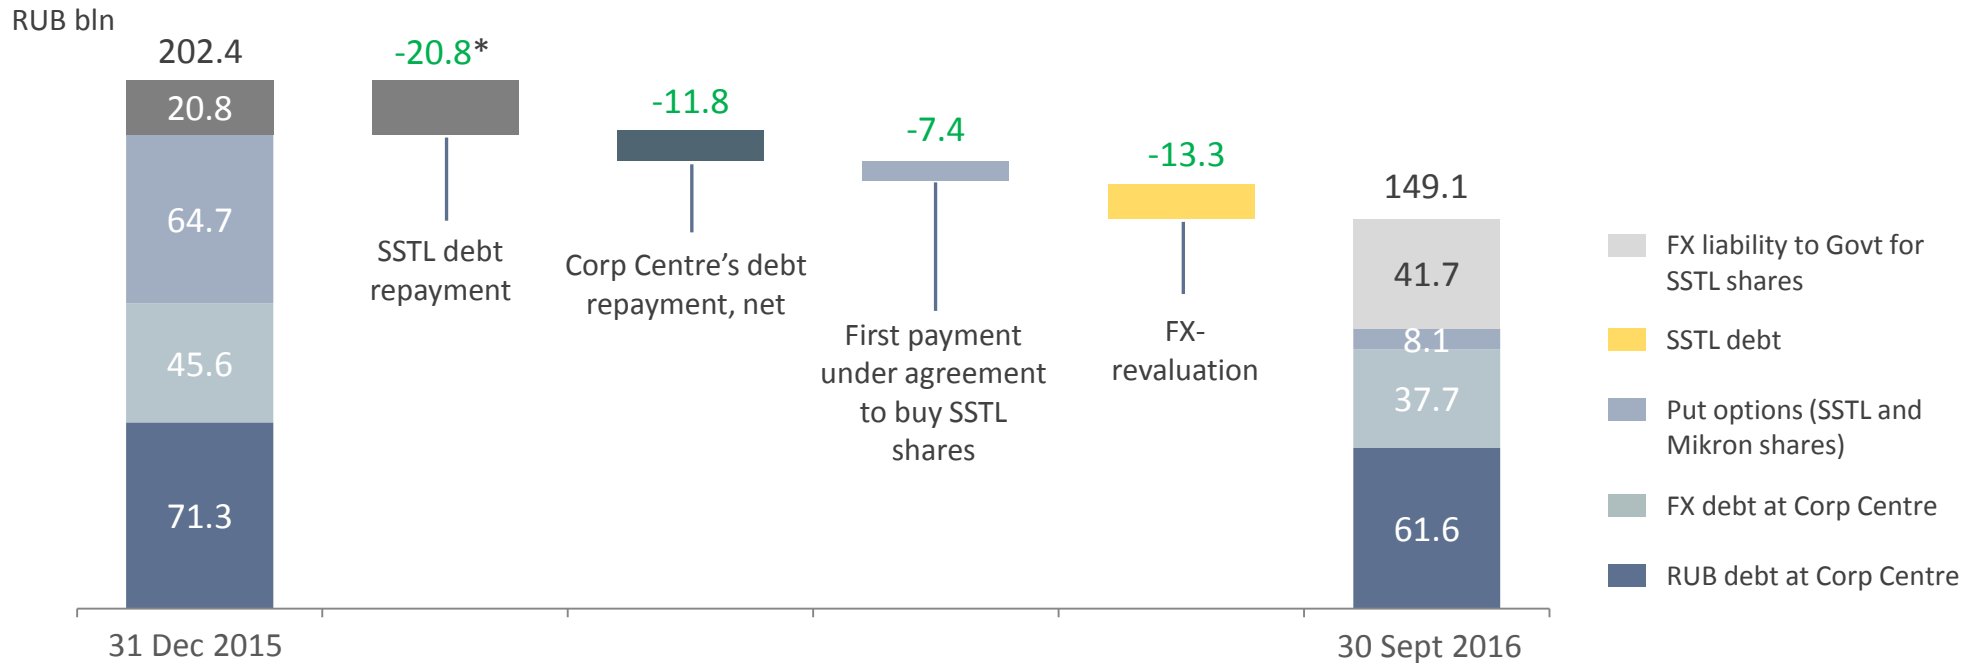 RUB bln
202.4
20.8
64.7
45.6
71.3
31 Dec 2015
-20.8*
SSTL debt
repayment
-11.8
Corp Centre’s debt
repayment, net
-7.4
First payment
under agreement
to buy SSTL
shares
-13.3
FX-
revaluation
149.1
41.7
8.1
37.7
61.6
30 Sept 2016
FX liability to Govt for
SSTL shares
SSTL debt
Put options (SSTL and
Mikron shares)
FX debt at Corp Centre
RUB debt at Corp Centre